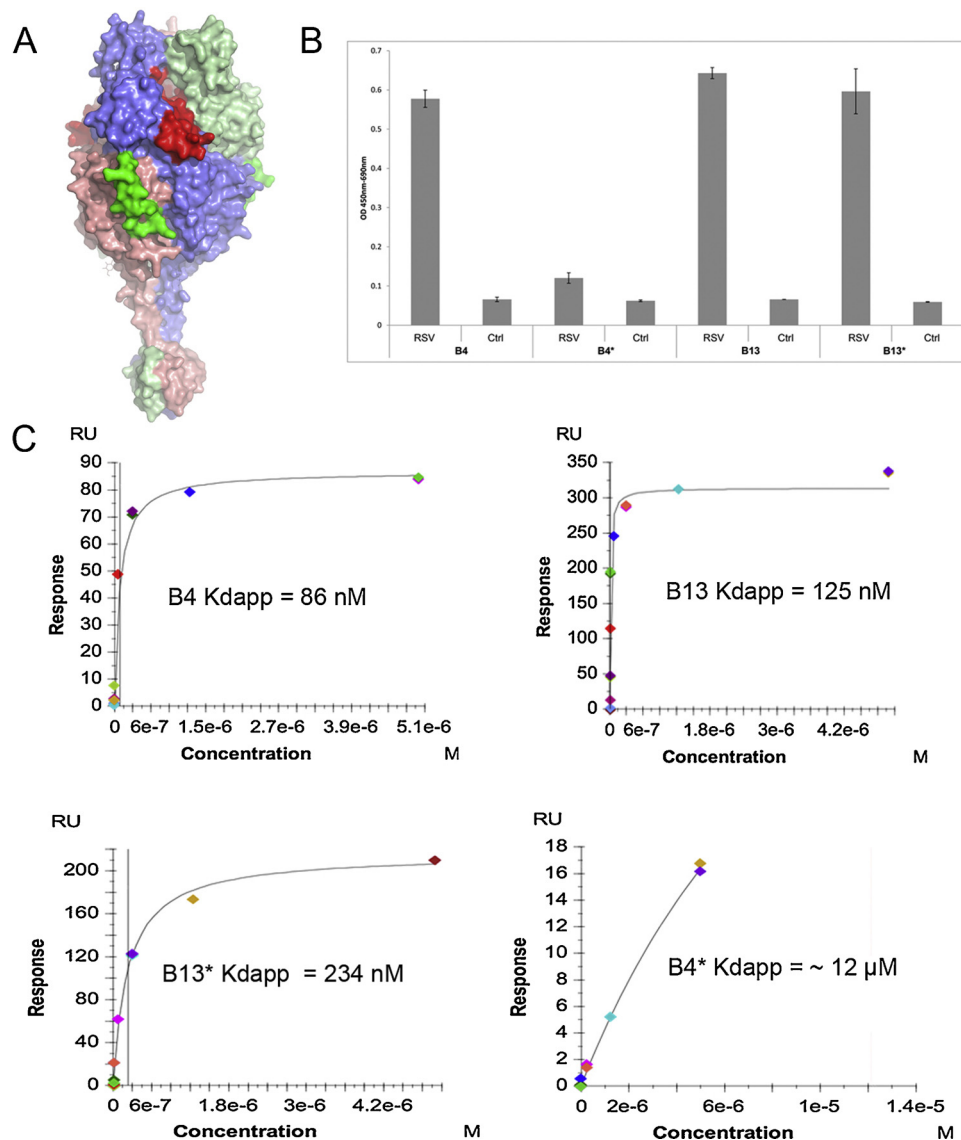 A
B
0.7
0.6
0.5
0.4
0.3
0.2
0.1
0
OD 450nm-690nm
RSV Ctrl RSV Ctrl RSV Ctrl RSV Ctrl
B4 B4* B13 B13*
C
RU
90
80
70
60
50
40
30
20
10
0
Response
B4 Kdapp = 86 nM
0 6e-7 1.5e-6 2.7e-6 3.9e-6 5.1e-6
Concentration M
RU
350
300
250
200
150
100
50
0
Response
B13 Kdapp = 125 nM
0 6e-7 1.8e-6 3e-6 4.2e-6
Concentration M
RU
200
160
120
80
40
0
Response
B13* Kdapp = 234 nM
0 6e-7 1.8e-6 3e-6 4.2e-6
Concentration M
RU
18
16
14
12
10
8
6
4
2
0
Response
B4* Kdapp = ~ 12 µM
0 2e-6 6e-6 1e-5 1.4e-5
Concentration M